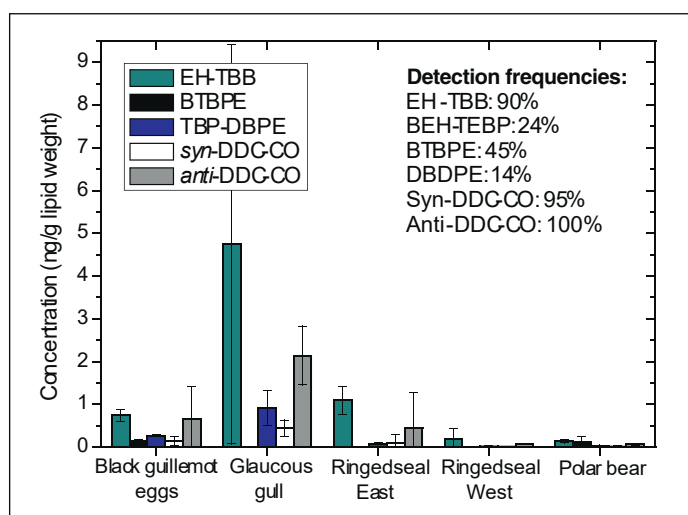 Concentration (ng/g lipid weight)
9
8
7
6
5
4
3
2
1
0
EH-TBB
BTBPE
TBP-DBPE
syn-DDC-CO
anti-DDC-CO
Detection frequencies:
EH-TBB: 90%
BEH-TEBP: 24%
BTBPE: 45%
DBDPE: 14%
Syn-DDC-CO: 95%
Anti-DDC-CO: 100%
Black guillemot
eggs
Glaucous
gull
Ringedseal
East
Ringedseal
West
Polar bear